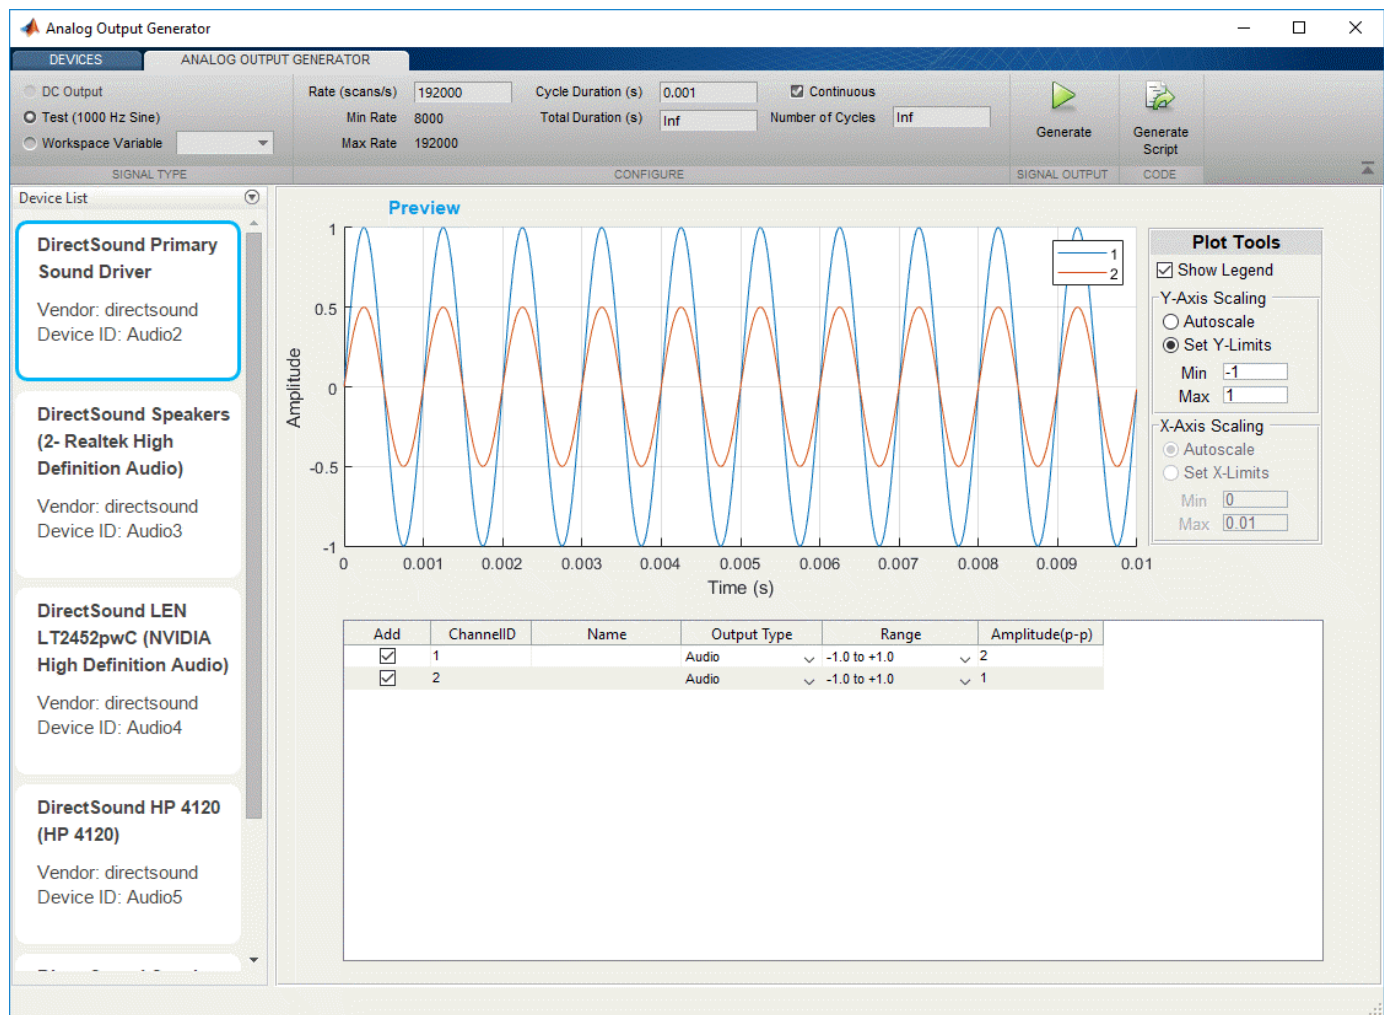 Analog Output Generator
DEVICES
ANALOG OUTPUT GENERATOR
DC Output
Test (1000 Hz Sine)
Workspace Variable
SIGNAL TYPE
Rate (scans/s) 192000
Min Rate 8000
Max Rate 192000
Cycle Duration (s) 0.001
Total Duration (s) Inf
Continuous
Number of Cycles Inf
CONFIGURE
Generate
SIGNAL OUTPUT
Generate
Script
CODE
Device List
DirectSound Primary
Sound Driver
Vendor: directsound
Device ID: Audio2
DirectSound Speakers
(2- Realtek High
Definition Audio)
Vendor: directsound
Device ID: Audio3
DirectSound LEN
LT2452pwC (NVIDIA
High Definition Audio)
Vendor: directsound
Device ID: Audio4
DirectSound HP 4120
(HP 4120)
Vendor: directsound
Device ID: Audio5
Preview
1
0.5
0
-0.5
-1
Amplitude
0 0.001 0.002 0.003 0.004 0.005 0.006 0.007 0.008 0.009 0.01
Time (s)
1
2
Plot Tools
Show Legend
Y-Axis Scaling
Autoscale
Set Y-Limits
Min -1
Max 1
X-Axis Scaling
Autoscale
Set X-Limits
Min 0
Max 0.01
Add ChannelID Name Output Type Range Amplitude(p-p)
1 Audio -1.0 to +1.0 2
2 Audio -1.0 to +1.0 1